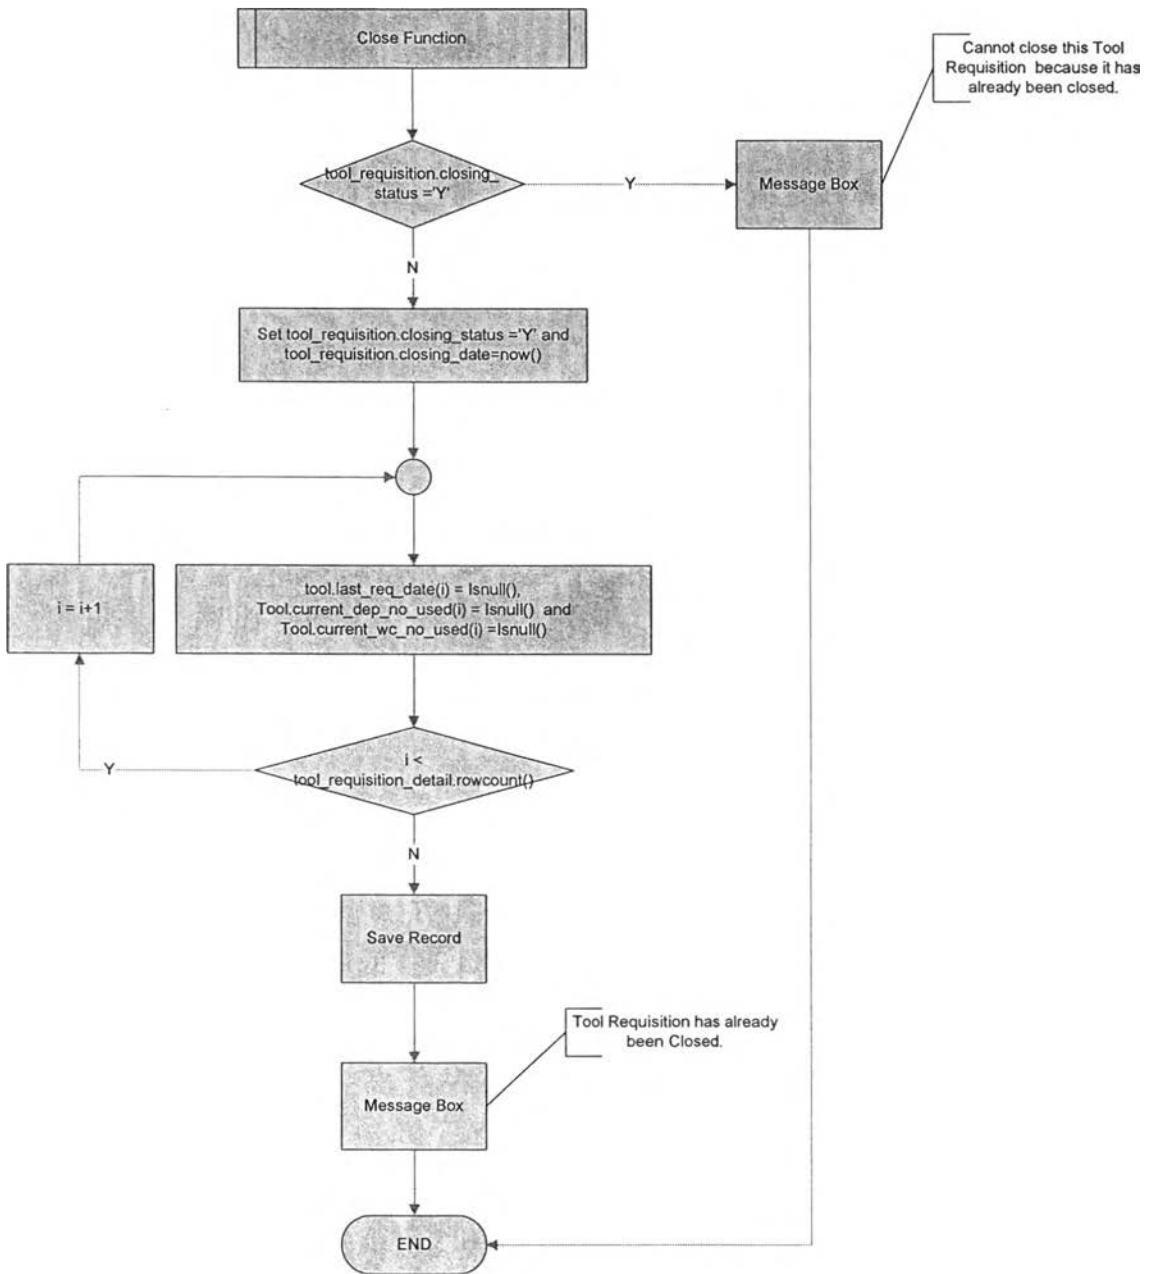 Close Function
Cannot close this Tool
Requisition because it has
already been closed.
tool_requisition.closing_
status ='Y'
Y
Message Box
N
Set tool_requisition.closing_status ='Y' and
tool_requisition.closing_date=now()
i = i+1
tool.last_req_date(i) = Isnull(),
Tool.current_dep_no_used(i) = Isnull() and
Tool.current_wc_no_used(i) =Isnull()
i <
tool_requisition_detail.rowcount()
Y
N
Save Record
Tool Requisition has already
been Closed.
Message Box
END